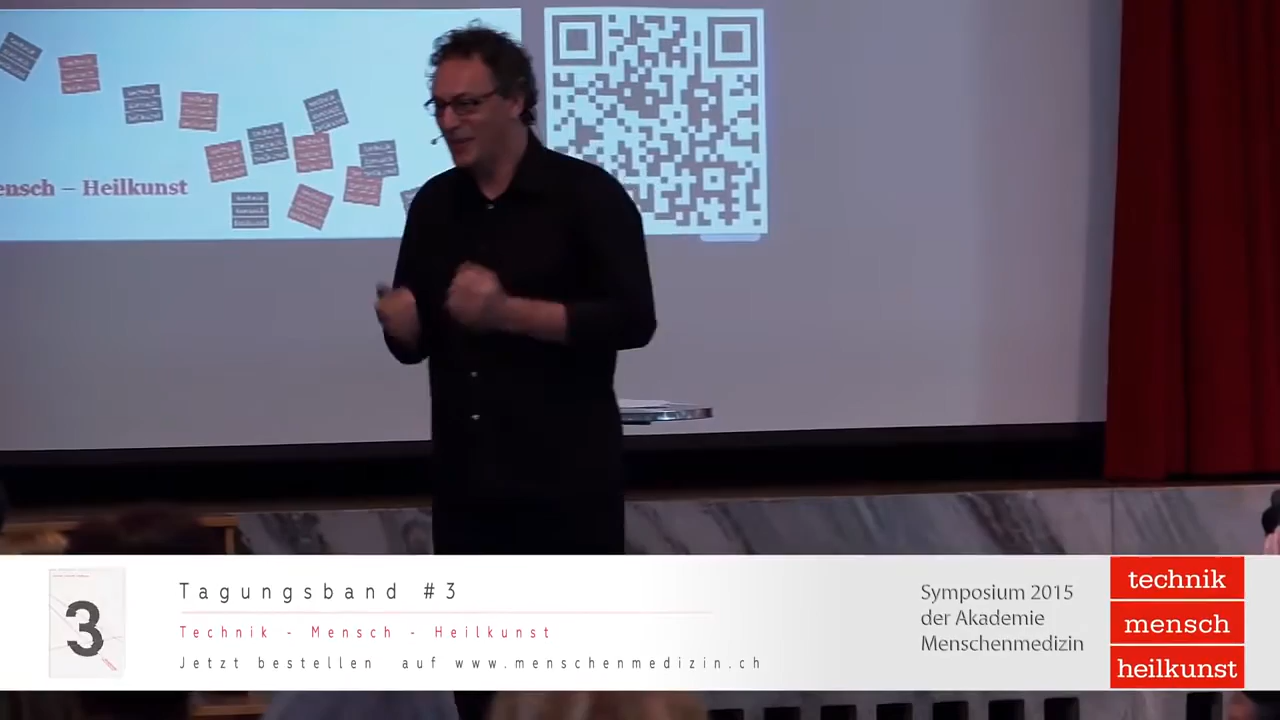 ensch – Heilkunst
3
Tagungsband #3
Technik - Mensch - Heilkunst
Jetzt bestellen auf www.menschenmedizin.ch
Symposium 2015
der Akademie
Menschenmedizin
technik
mensch
heilkunst